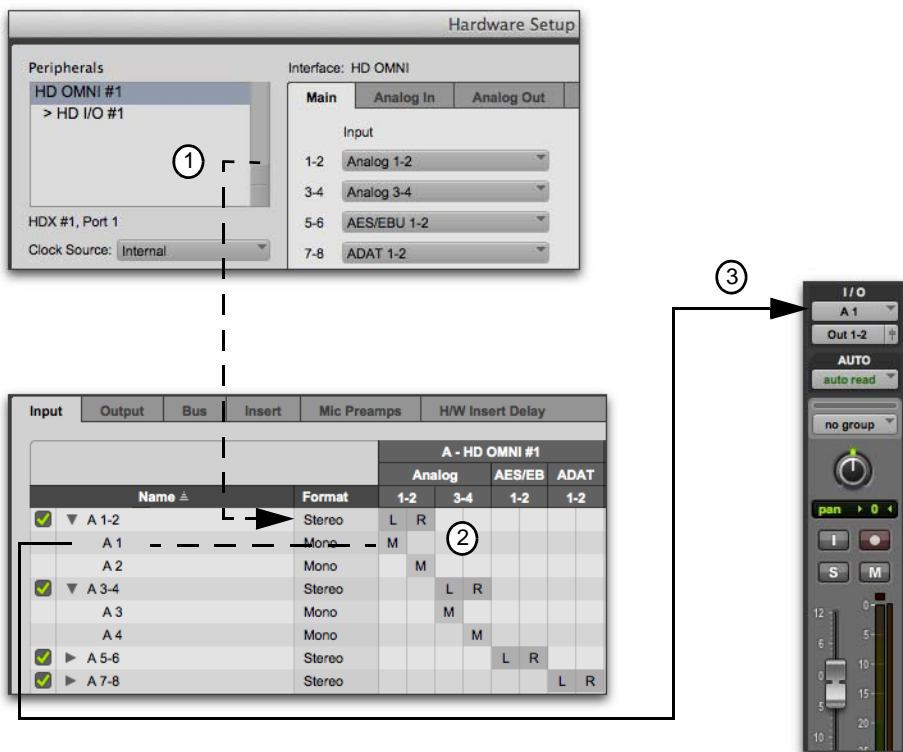 Hardware Setup
Peripherals
HD OMNI #1
> HD I/O #1
HDX #1, Port 1
Clock Source: Internal
Interface: HD OMNI
Main Analog In Analog Out
Input
1-2 Analog 1-2
3-4 Analog 3-4
5-6 AES/EBU 1-2
7-8 ADAT 1-2
1
Input Output Bus Insert Mic Preamps H/W Insert Delay
A - HD OMNI #1
Analog AES/EB ADAT
Name Format 1-2 3-4 1-2 1-2
A 1-2 Stereo L R
A 1 Mono M
2
A 2 Mono M
A 3-4 Stereo L R
A 3 Mono M
A 4 Mono M
A 5-6 Stereo L R
A 7-8 Stereo L R
3
I / O
A 1
Out 1-2
AUTO
auto read
no group
pan 0
I
S M
12 0
6 5
0 10
5 15
10 20